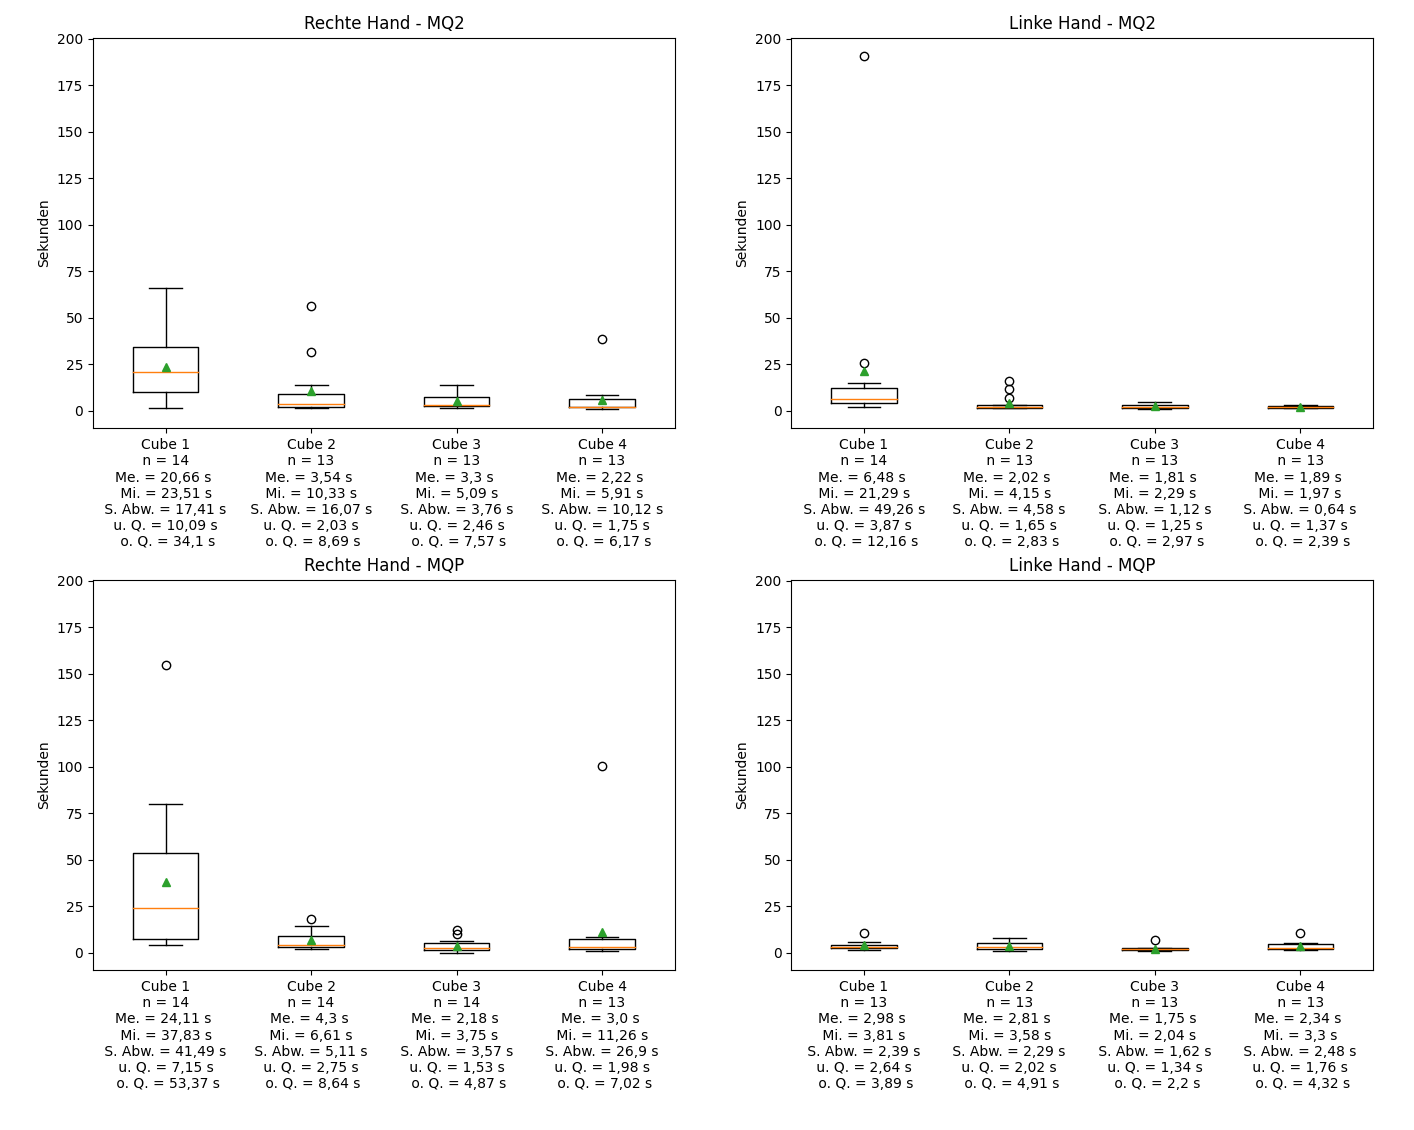 Rechte Hand - MQ2
200
175
150
125
100
75
50
25
0
Sekunden
Cube 1
n = 14
Me. = 20,66 s
Mi. = 23,51 s
S. Abw. = 17,41 s
u. Q. = 10,09 s
o. Q. = 34,1 s
Cube 2
n = 13
Me. = 3,54 s
Mi. = 10,33 s
S. Abw. = 16,07 s
u. Q. = 2,03 s
o. Q. = 8,69 s
Cube 3
n = 13
Me. = 3,3 s
Mi. = 5,09 s
S. Abw. = 3,76 s
u. Q. = 2,46 s
o. Q. = 7,57 s
Cube 4
n = 13
Me. = 2,22 s
Mi. = 5,91 s
S. Abw. = 10,12 s
u. Q. = 1,75 s
o. Q. = 6,17 s
Linke Hand - MQ2
200
175
150
125
100
75
50
25
0
Sekunden
Cube 1
n = 14
Me. = 6,48 s
Mi. = 21,29 s
S. Abw. = 49,26 s
u. Q. = 3,87 s
o. Q. = 12,16 s
Cube 2
n = 13
Me. = 2,02 s
Mi. = 4,15 s
S. Abw. = 4,58 s
u. Q. = 1,65 s
o. Q. = 2,83 s
Cube 3
n = 13
Me. = 1,81 s
Mi. = 2,29 s
S. Abw. = 1,12 s
u. Q. = 1,25 s
o. Q. = 2,97 s
Cube 4
n = 13
Me. = 1,89 s
Mi. = 1,97 s
S. Abw. = 0,64 s
u. Q. = 1,37 s
o. Q. = 2,39 s
Rechte Hand - MQP
200
175
150
125
100
75
50
25
0
Sekunden
Cube 1
n = 14
Me. = 24,11 s
Mi. = 37,83 s
S. Abw. = 41,49 s
u. Q. = 7,15 s
o. Q. = 53,37 s
Cube 2
n = 14
Me. = 4,3 s
Mi. = 6,61 s
S. Abw. = 5,11 s
u. Q. = 2,75 s
o. Q. = 8,64 s
Cube 3
n = 14
Me. = 2,18 s
Mi. = 3,75 s
S. Abw. = 3,57 s
u. Q. = 1,53 s
o. Q. = 4,87 s
Cube 4
n = 13
Me. = 3,0 s
Mi. = 11,26 s
S. Abw. = 26,9 s
u. Q. = 1,98 s
o. Q. = 7,02 s
Linke Hand - MQP
200
175
150
125
100
75
50
25
0
Sekunden
Cube 1
n = 13
Me. = 2,98 s
Mi. = 3,81 s
S. Abw. = 2,39 s
u. Q. = 2,64 s
o. Q. = 3,89 s
Cube 2
n = 13
Me. = 2,81 s
Mi. = 3,58 s
S. Abw. = 2,29 s
u. Q. = 2,02 s
o. Q. = 4,91 s
Cube 3
n = 13
Me. = 1,75 s
Mi. = 2,04 s
S. Abw. = 1,62 s
u. Q. = 1,34 s
o. Q. = 2,2 s
Cube 4
n = 13
Me. = 2,34 s
Mi. = 3,3 s
S. Abw. = 2,48 s
u. Q. = 1,76 s
o. Q. = 4,32 s